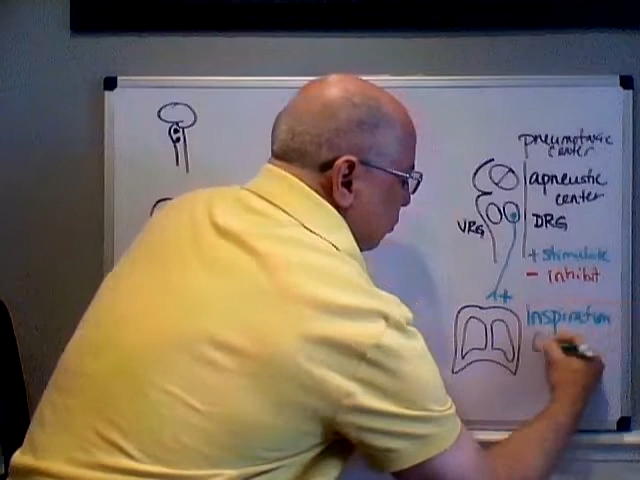 pneumotaxic
center
apneustic
center
VRG
DRG
+ stimulate
- inhibit
+
Inspiration